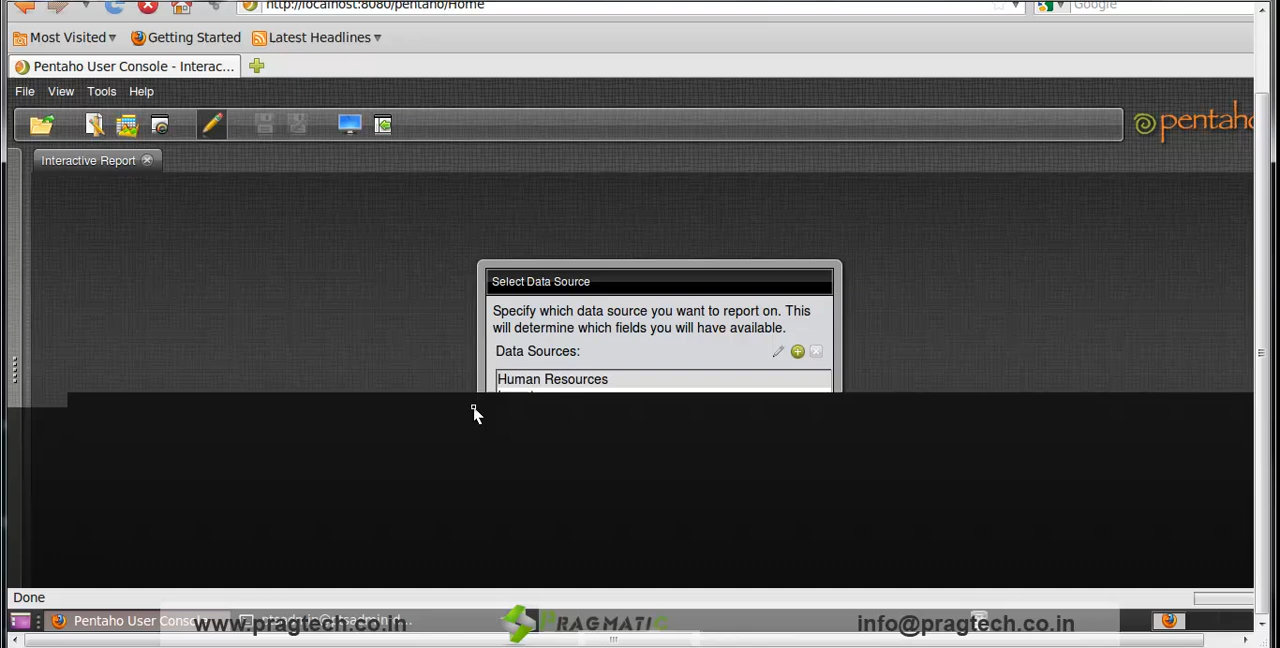 http://localhost:8080/pentaho/Home
Google
Most Visited
Getting Started
Latest Headlines
Pentaho User Console - Interac...
File View Tools Help
pentaho
Interactive Report
Select Data Source
Specify which data source you want to report on. This
will determine which fields you will have available.
Data Sources:
Human Resources
Done
Pentaho User Conso
www.pragtech.co.in
PRAGMATIC
info@pragtech.co.in